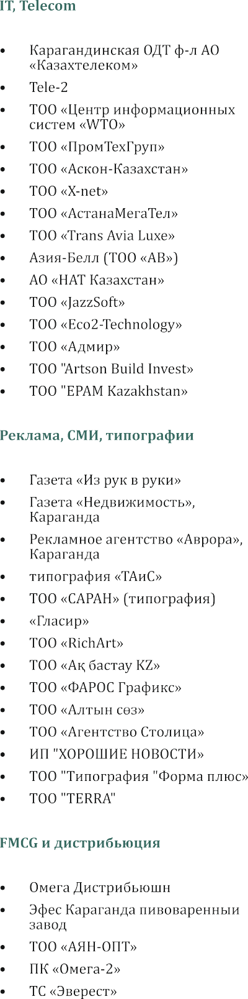 IT, Telecom
• Карагандинская ОДТ ф-л АО
«Казахтелеком»
• Tele-2
• ТОО «Центр информационных
систем «WTO»
• ТОО «ПромТехГруп»
• ТОО «Аскон-Казахстан»
• ТОО «X-net»
• ТОО «АстанаМегаТел»
• ТОО «Trans Avia Luxe»
• Азия-Белл (ТОО «АВ»)
• АО «НАТ Казахстан»
• ТОО «JazzSoft»
• ТОО «Eco2-Technology»
• ТОО «Адмир»
• ТОО "Artson Build Invest»
• ТОО "EPAM Kazakhstan»
Реклама, СМИ, типографии
• Газета «Из рук в руки»
• Газета «Недвижимость»,
Караганда
• Рекламное агентство «Аврора»,
Караганда
• типография «ТАиС»
• ТОО «САРАН» (типография)
• «Гласир»
• ТОО «RichArt»
• ТОО «Ақ бастау KZ»
• ТОО «ФАРОС Графикс»
• ТОО «Алтын сөз»
• ТОО «Агентство Столица»
• ИП "ХОРОШИЕ НОВОСТИ»
• ТОО "Типография "Форма плюс»
• ТОО "TERRA"
FMCG и дистрибьюция
• Омега Дистрибьюшн
• Эфес Караганда пивоваренныи
завод
• ТОО «АЯН-ОПТ»
• ПК «Омега-2»
• ТС «Эверест»